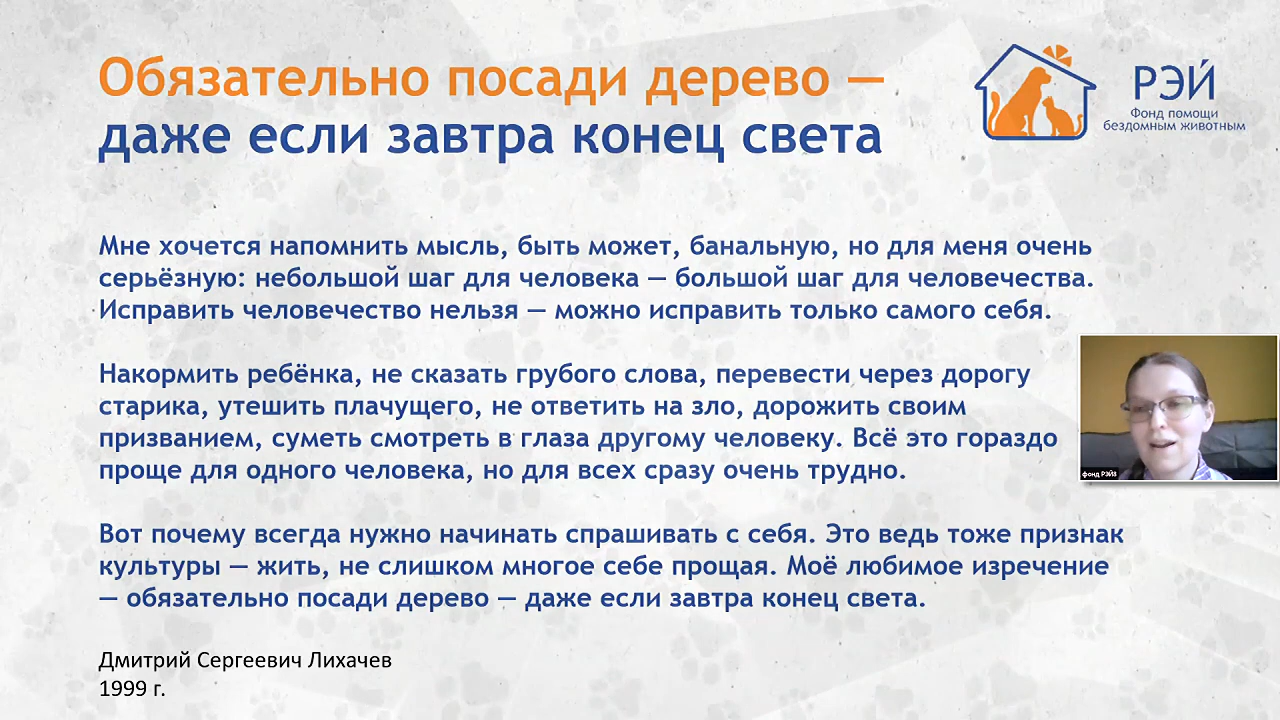 Обязательно посади дерево —
даже если завтра конец света
РЭЙ
Фонд помощи
бездомным животным
Мне хочется напомнить мысль, быть может, банальную, но для меня очень
серьёзную: небольшой шаг для человека — большой шаг для человечества.
Исправить человечество нельзя — можно исправить только самого себя.
Накормить ребёнка, не сказать грубого слова, перевести через дорогу
старика, утешить плачущего, не ответить на зло, дорожить своим
призванием, суметь смотреть в глаза другому человеку. Всё это гораздо
проще для одного человека, но для всех сразу очень трудно.
фонд РЭЙ8
Вот почему всегда нужно начинать спрашивать с себя. Это ведь тоже признак
культуры — жить, не слишком многое себе прощая. Моё любимое изречение
— обязательно посади дерево — даже если завтра конец света.
Дмитрий Сергеевич Лихачев
1999 г.